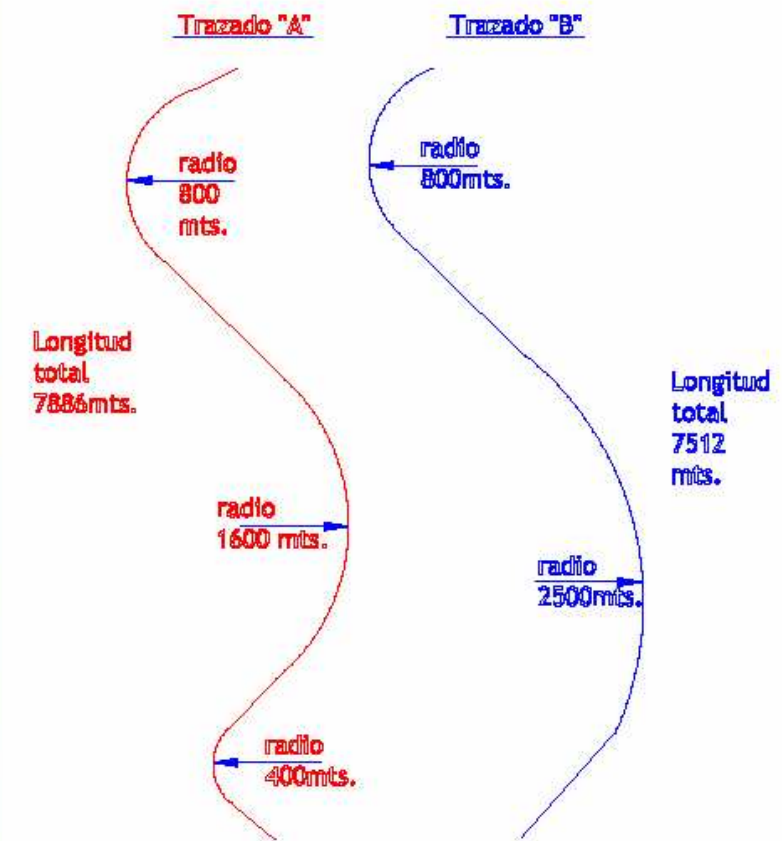 Trazado "A"
Trazado "B"
radio
800
mts.
radio
800mts.
Longitud
total
7886mts.
Longitud
total
7512
mts.
radio
1600 mts.
radio
2500mts.
radio
400mts.